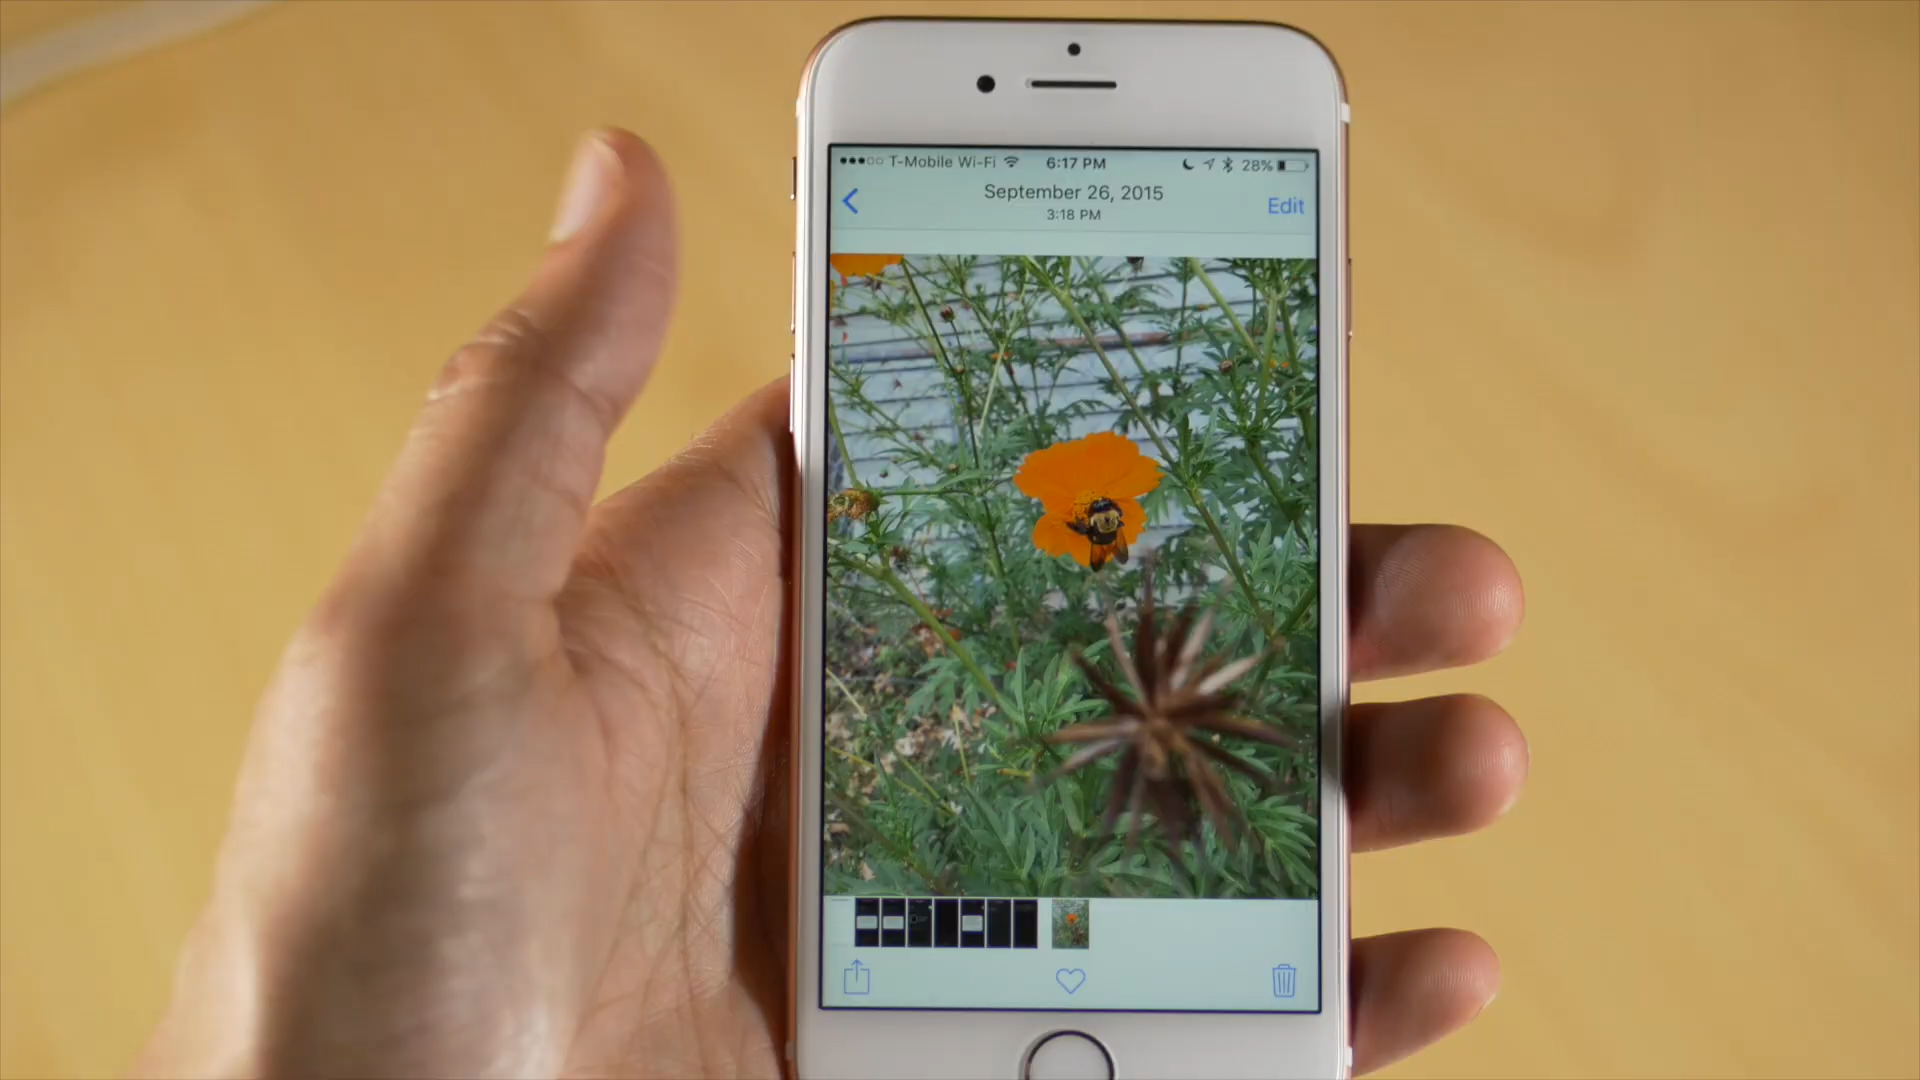 T-Mobile Wi-Fi 6:17 PM 28%
September 26, 2015
3:18 PM
Edit